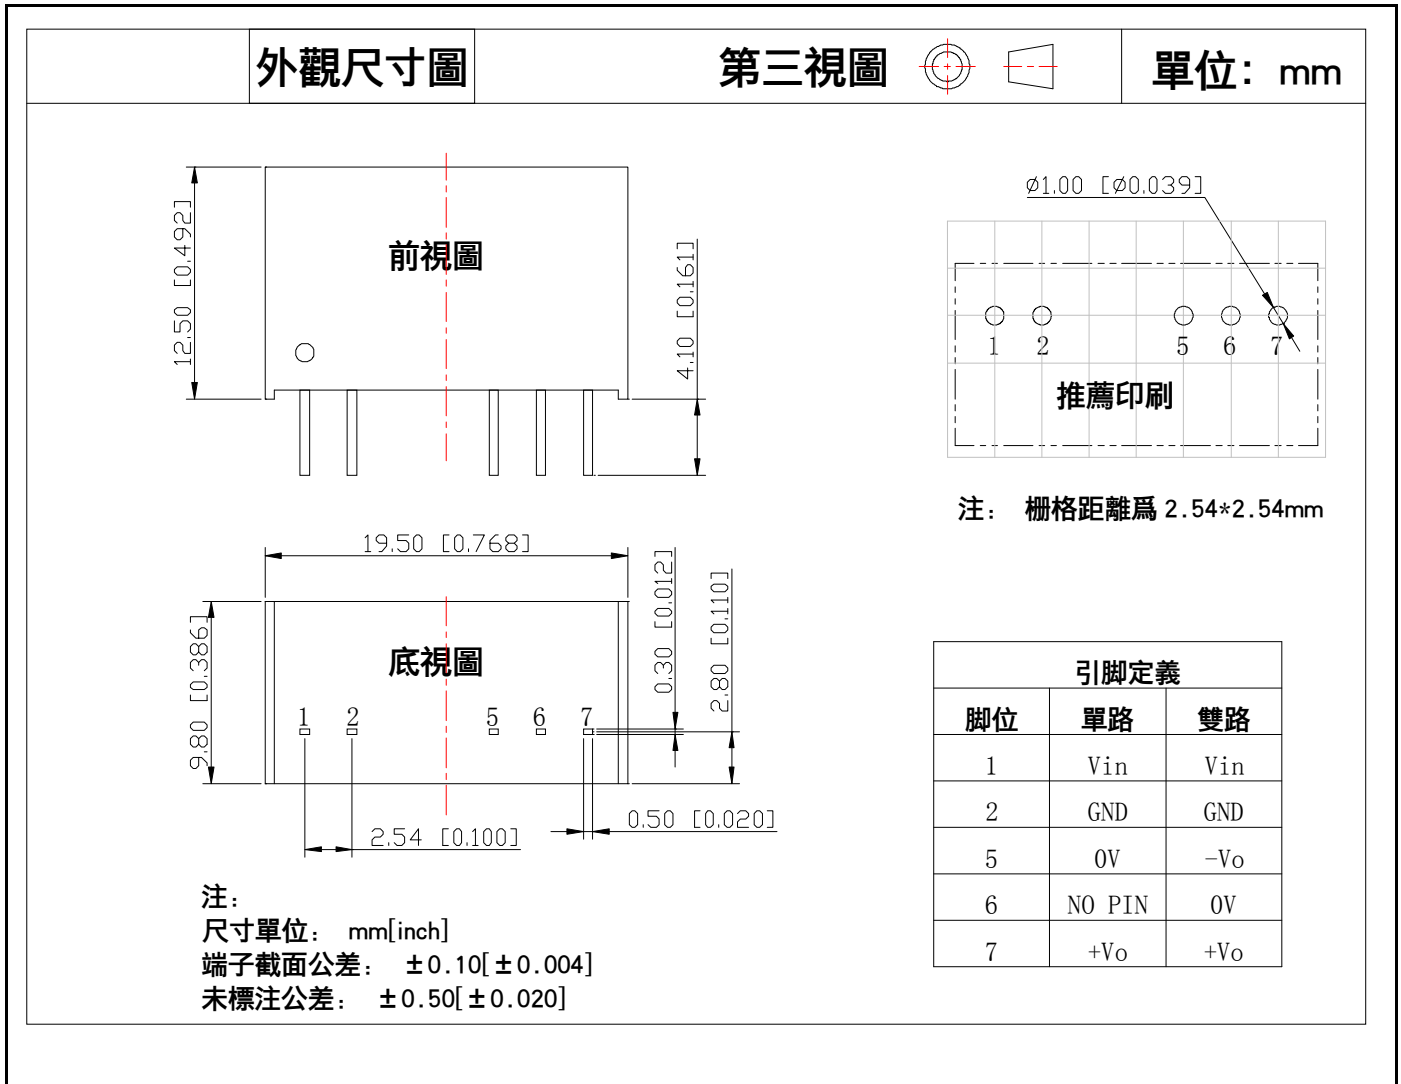 外觀尺寸圖
第三視圖
單位：mm
前視圖
12.50 [0.492]
4.10 [0.161]
ø1.00 [ø0.039]
1 2 5 6 7
推薦印刷
注： 栅格距離爲 2.54*2.54mm
19.50 [0.768]
底視圖
9.80 [0.386]
0.30 [0.012]
2.80 [0.110]
1 2 5 6 7
2.54 [0.100]
0.50 [0.020]
引脚定義
脚位 單路 雙路
1 Vin Vin
2 GND GND
5 0V -Vo
6 NO PIN 0V
7 +Vo +Vo
注：
尺寸單位： mm[inch]
端子截面公差： ±0.10[±0.004]
未標注公差： ±0.50[±0.020]